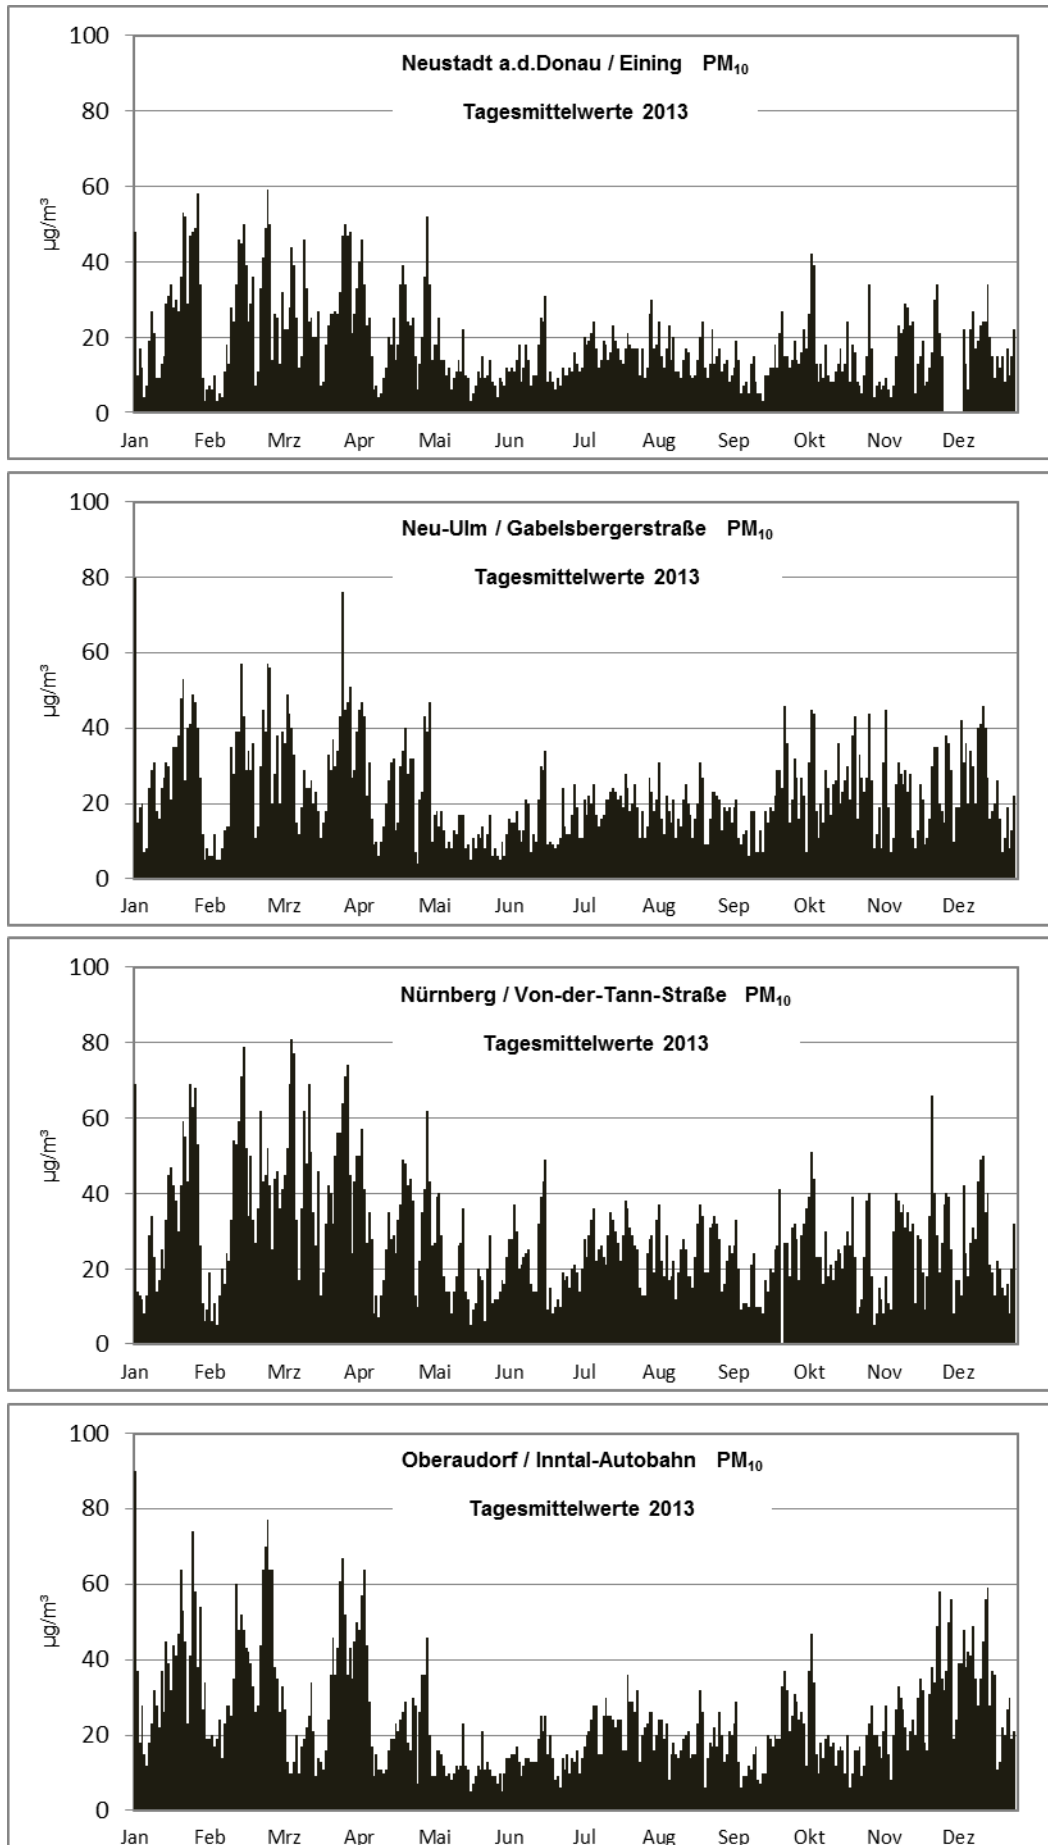 Neustadt a.d.Donau / Eining PM₁₀
Tagesmittelwerte 2013
100
80
60
40
20
0
µg/m³
Jan Feb Mrz Apr Mai Jun Jul Aug Sep Okt Nov Dez
Neu-Ulm / Gabelsbergerstraße PM₁₀
Tagesmittelwerte 2013
100
80
60
40
20
0
µg/m³
Jan Feb Mrz Apr Mai Jun Jul Aug Sep Okt Nov Dez
Nürnberg / Von-der-Tann-Straße PM₁₀
Tagesmittelwerte 2013
100
80
60
40
20
0
µg/m³
Jan Feb Mrz Apr Mai Jun Jul Aug Sep Okt Nov Dez
Oberaudorf / Inntal-Autobahn PM₁₀
Tagesmittelwerte 2013
100
80
60
40
20
0
µg/m³
Jan Feb Mrz Apr Mai Jun Jul Aug Sep Okt Nov Dez